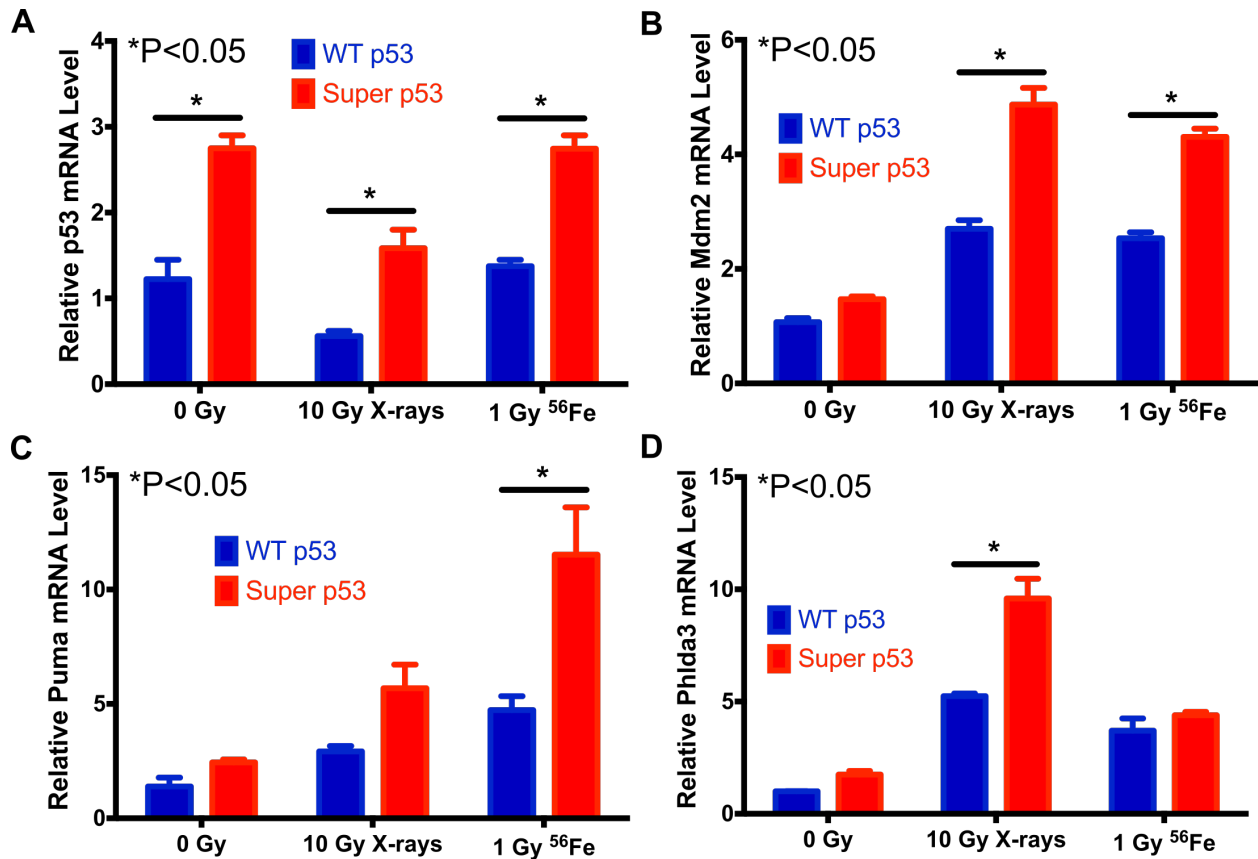 A
*P<0.05
WT p53
Super p53
Relative p53 mRNA Level
4
3
2
1
0
*
*
*
0 Gy
10 Gy X-rays
1 Gy ⁵⁶Fe
B
*P<0.05
WT p53
Super p53
Relative Mdm2 mRNA Level
6
4
2
0
*
*
0 Gy
10 Gy X-rays
1 Gy ⁵⁶Fe
C
*P<0.05
WT p53
Super p53
Relative Puma mRNA Level
15
10
5
0
*
0 Gy
10 Gy X-rays
1 Gy ⁵⁶Fe
D
*P<0.05
WT p53
Super p53
Relative Phlda3 mRNA Level
15
10
5
0
*
0 Gy
10 Gy X-rays
1 Gy ⁵⁶Fe